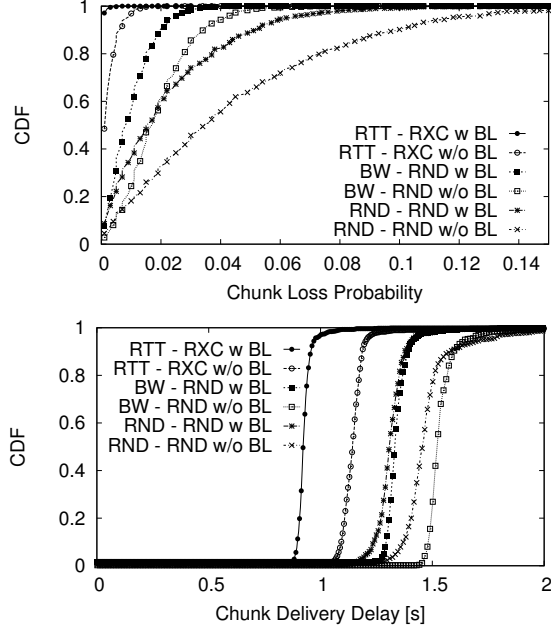 1
0.8
0.6
0.4
0.2
0
CDF
RTT - RXC w BL
RTT - RXC w/o BL
BW - RND w BL
BW - RND w/o BL
RND - RND w BL
RND - RND w/o BL
0 0.02 0.04 0.06 0.08 0.1 0.12 0.14
Chunk Loss Probability
1
0.8
0.6
0.4
0.2
0
CDF
RTT - RXC w BL
RTT - RXC w/o BL
BW - RND w BL
BW - RND w/o BL
RND - RND w BL
RND - RND w/o BL
0 0.5 1 1.5 2
Chunk Delivery Delay [s]